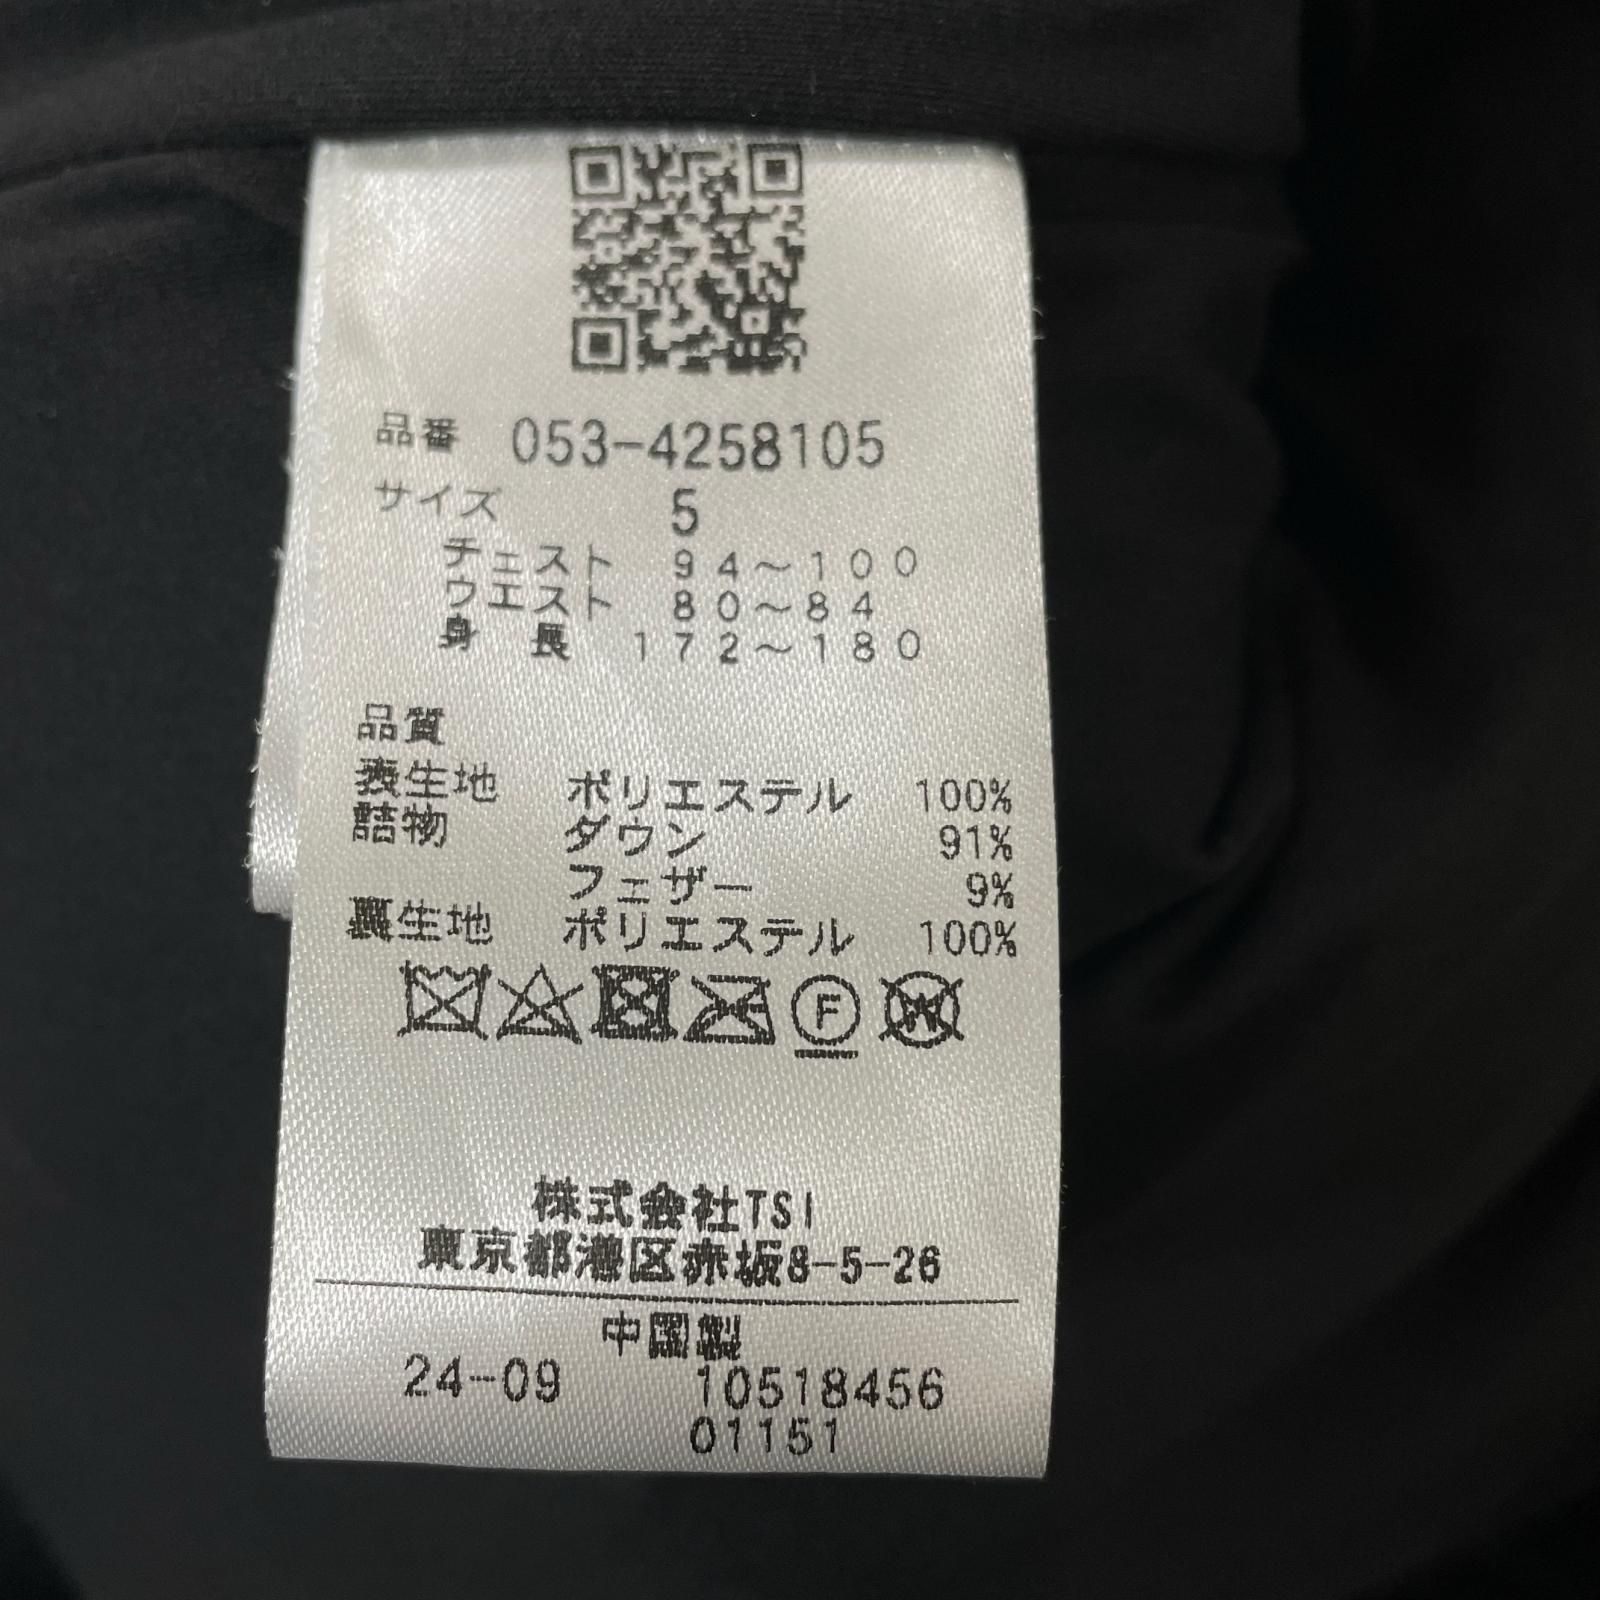 品番 053-4258105
サイズ 5
チェスト 94～100
ウエスト 80～84
身長 172～180
品質
表生地 ポリエステル 100%
詰物 ダウン 91%
フェザー 9%
裏生地 ポリエステル 100%
F W
株式会社TSI
東京都港区赤坂8-5-26
中国製
24-09 10518456
01151